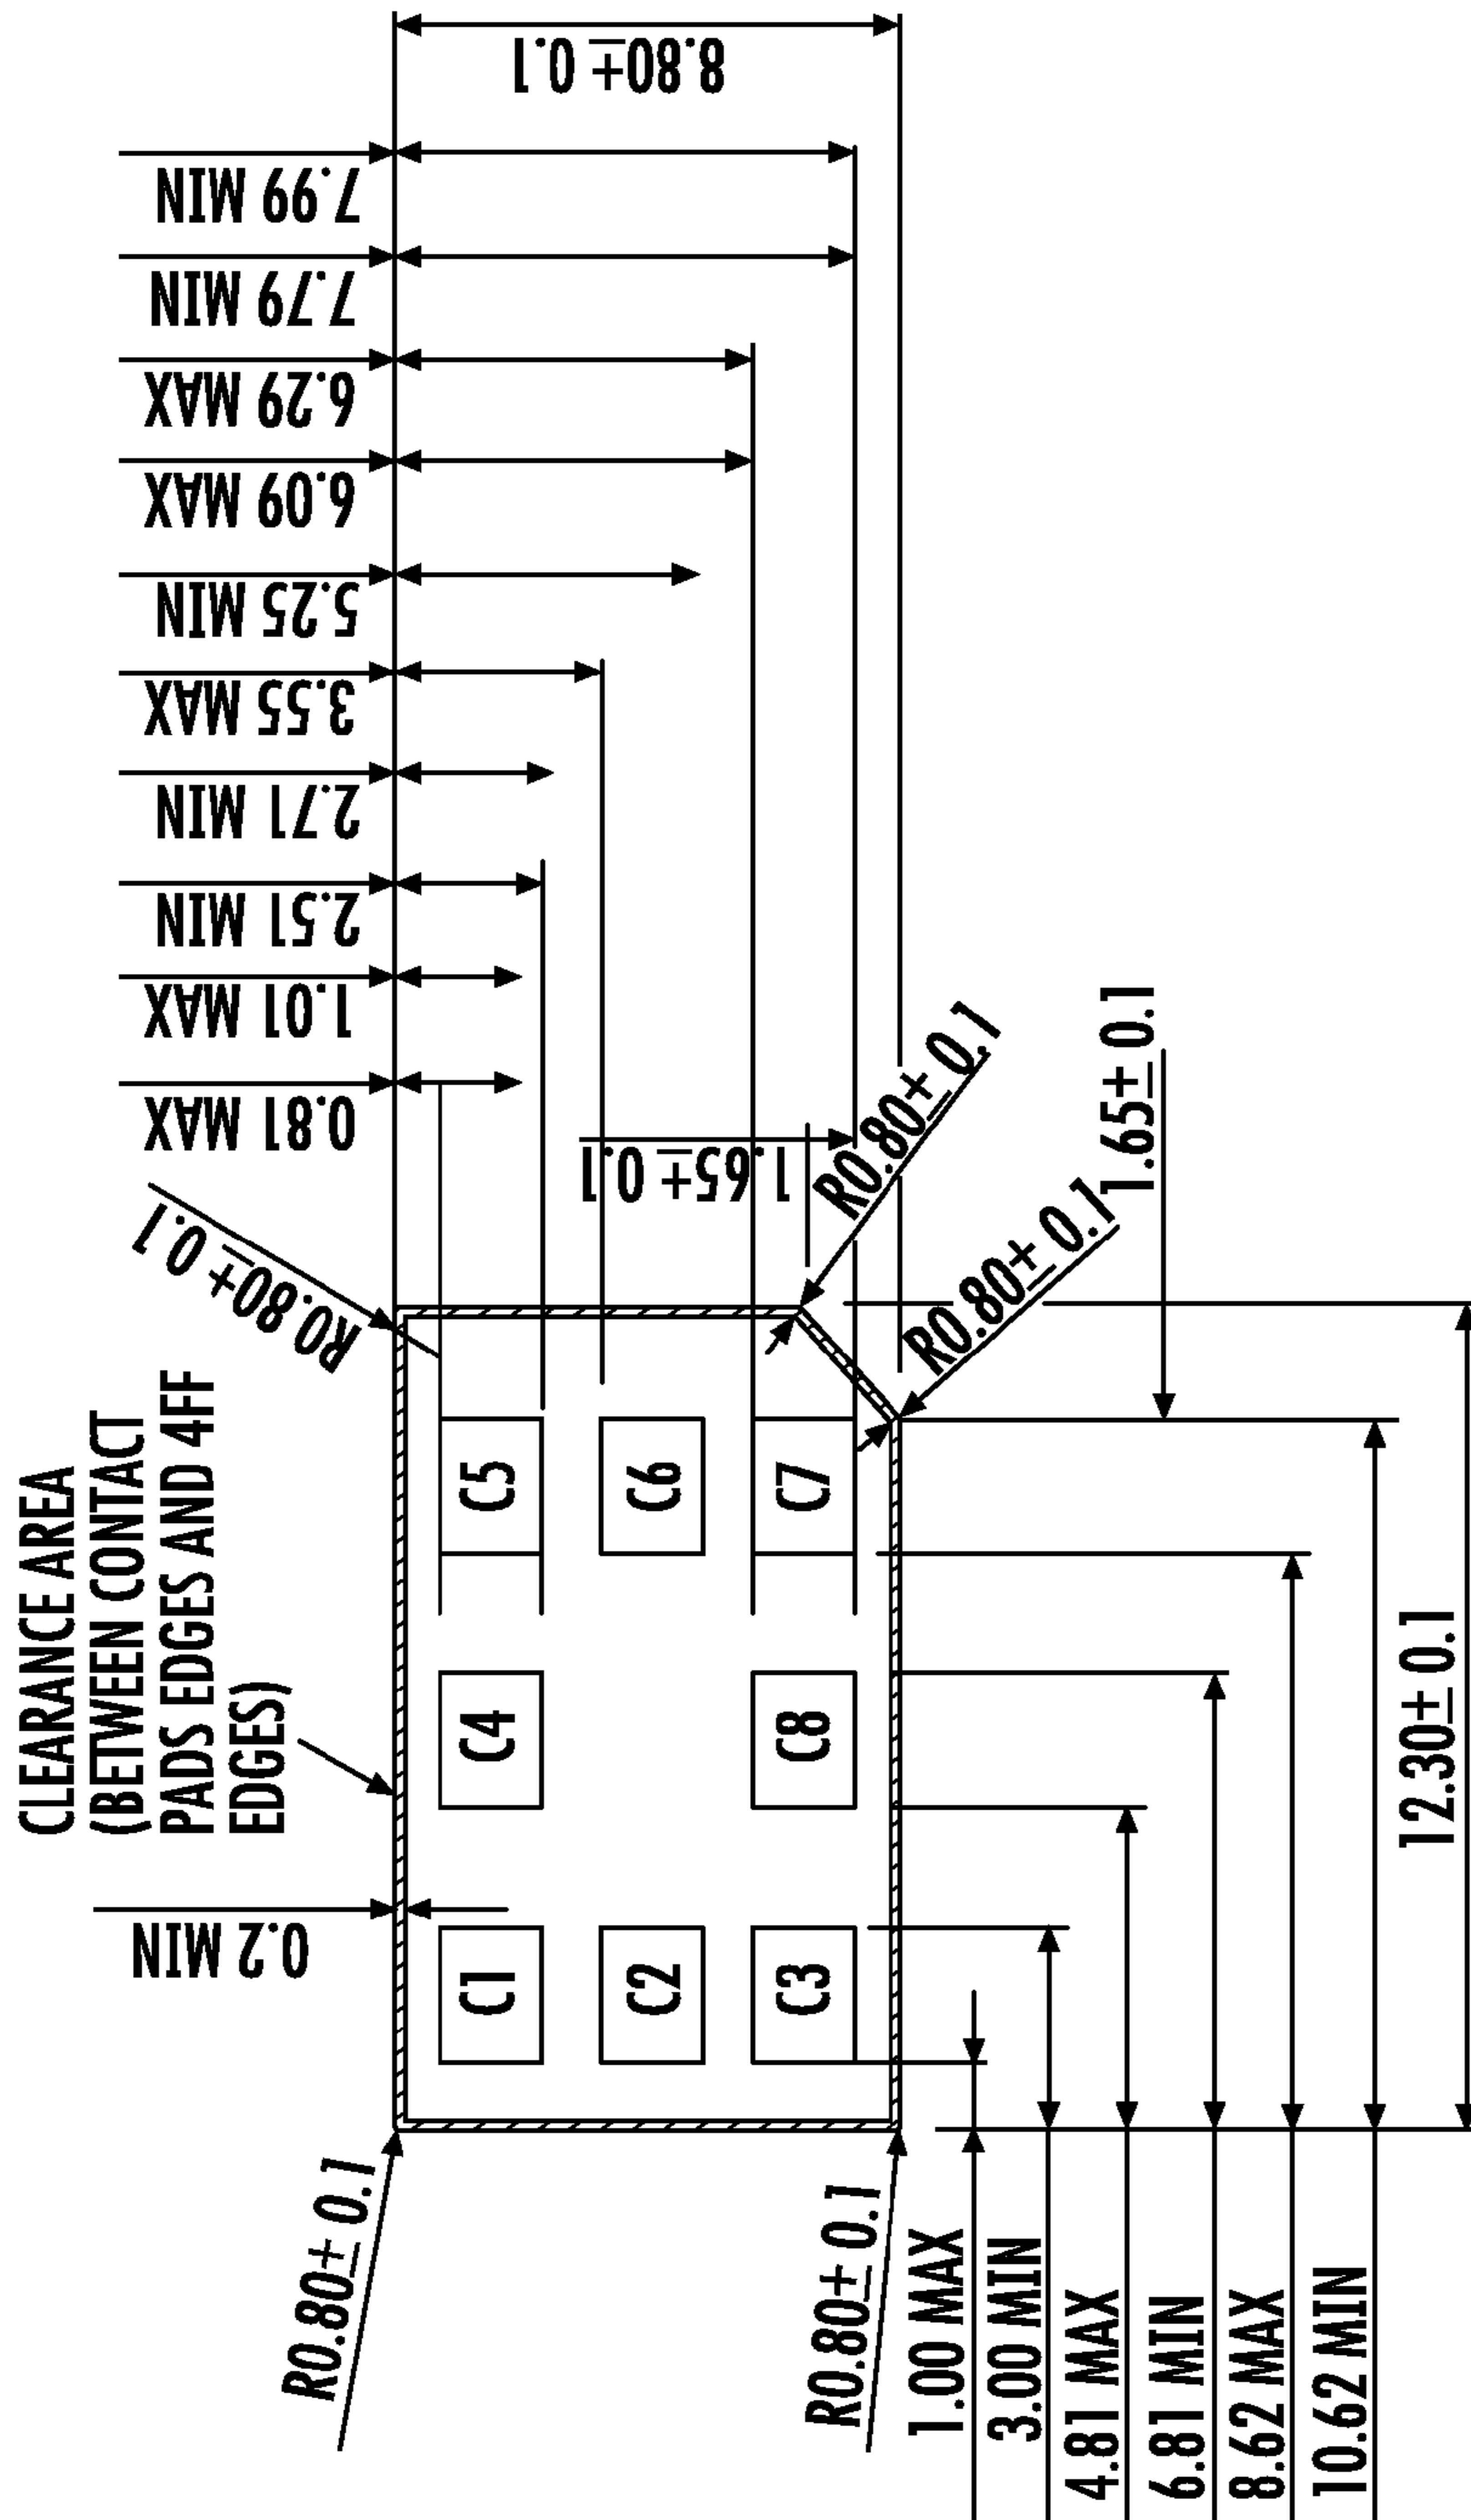 8.80± 0.1
7.99 MIN
7.79 MIN
6.29 MAX
6.09 MAX
5.25 MIN
3.55 MAX
2.71 MIN
2.51 MIN
1.01 MAX
0.81 MAX
1.65± 0.1
R0.80± 0.1
R0.80± 0.1
R0.80± 0.1
1.65± 0.1
CLEARANCE AREA
(BETWEEN CONTACT
PADS EDGES AND 4FF
EDGES)
0.2 MIN
C5
C6
C7
C4
C8
C1
C2
C3
12.30± 0.1
R0.80± 0.1
R0.80± 0.1
1.00 MAX
3.00 MIN
4.81 MAX
6.81 MIN
8.62 MAX
10.62 MIN